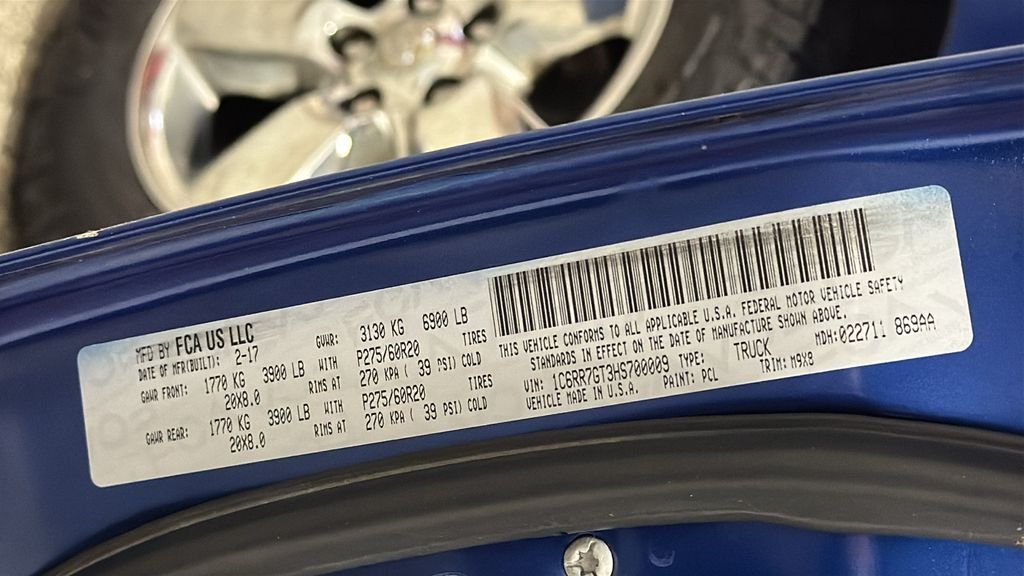 MFD BY FCA US LLC
DATE OF MFR(BUILT): 2-17 GVWR: 3130 KG 6900 LB
GAWR FRONT: 1770 KG 3900 LB WITH P275/60R20 TIRES
20X8.0 RIMS AT 270 KPA ( 39 PSI) COLD
GAWR REAR: 1770 KG 3900 LB WITH P275/60R20 TIRES
20X8.0 RIMS AT 270 KPA ( 39 PSI) COLD
THIS VEHICLE CONFORMS TO ALL APPLICABLE U.S.A. FEDERAL MOTOR VEHICLE SAFETY
STANDARDS IN EFFECT ON THE DATE OF MANUFACTURE SHOWN ABOVE.
VIN: 1C6RR7GT3HS700009 TYPE: TRUCK MDH:022711 869AA
VEHICLE MADE IN U.S.A. PAINT: PCL TRIM: M9X8